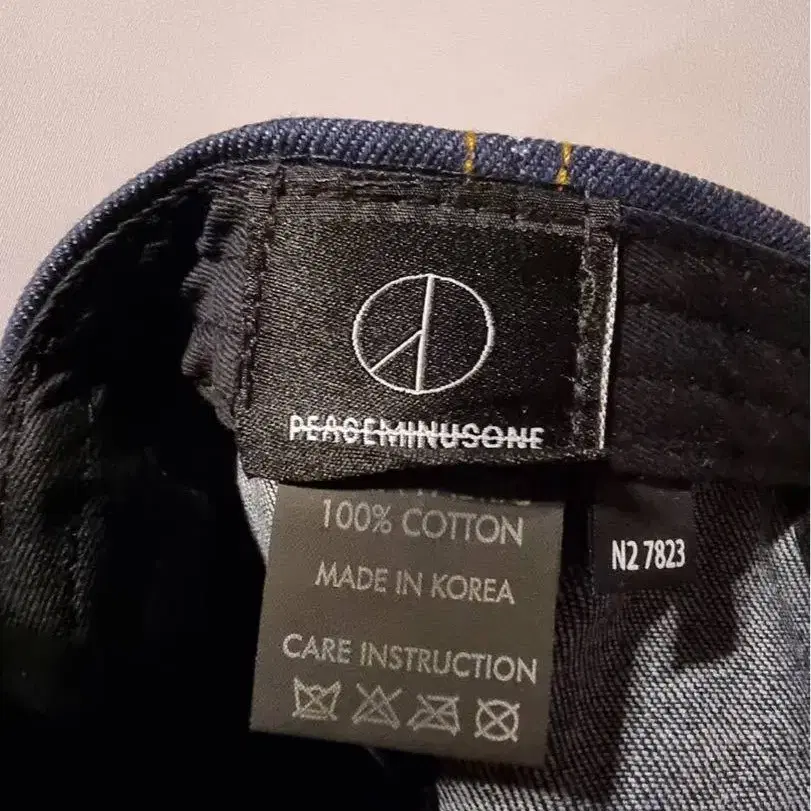 PEACEMINUSONE
100% COTTON
MADE IN KOREA
CARE INSTRUCTION
N2 7823